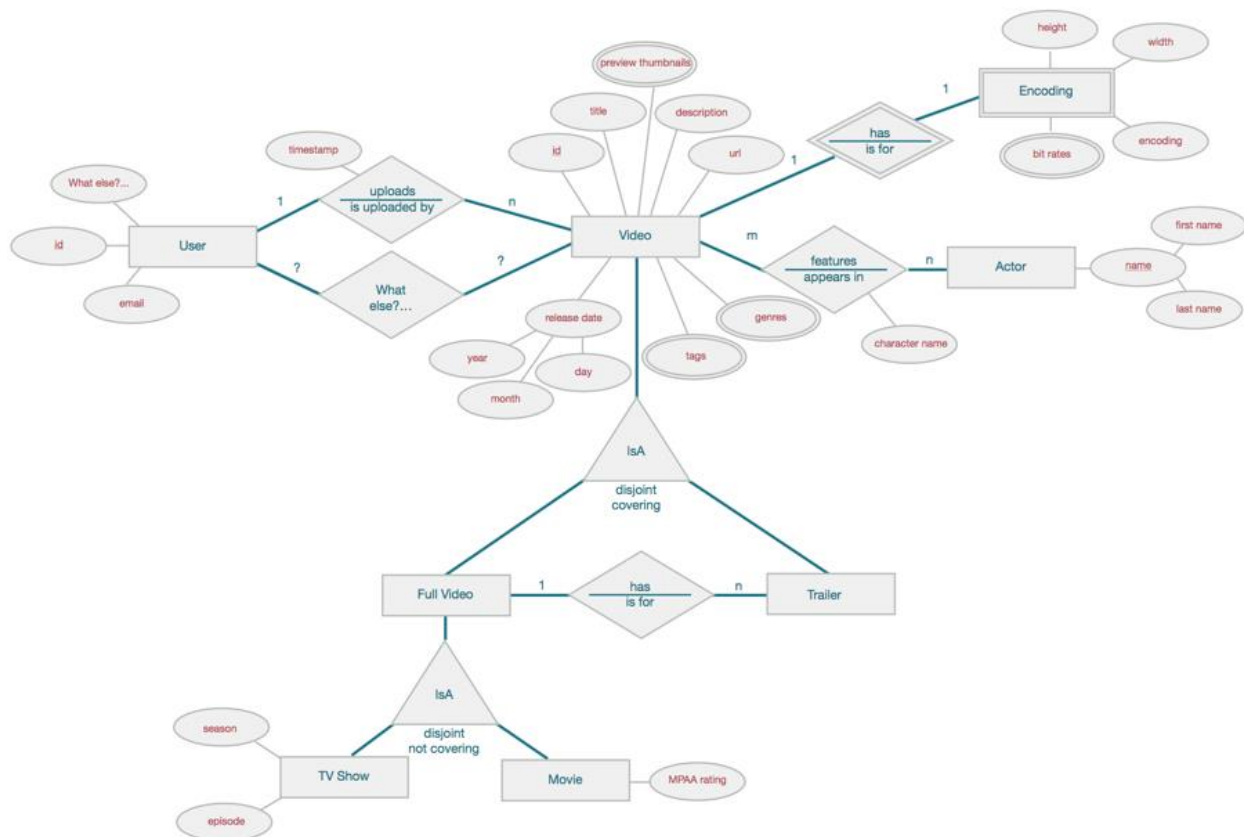 height
width
preview thumbnails
1
Encoding
title
description
has
is for
timestamp
id
url
1
bit rates
encoding
What else?...
uploads
is uploaded by
1
n
m
first name
id
User
Video
features
appears in
n
Actor
name
?
?
What
else?...
email
last name
release date
genres
character name
year
tags
day
month
IsA
disjoint
covering
Full Video
1
has
is for
n
Trailer
IsA
season
disjoint
not covering
TV Show
Movie
MPAA rating
episode